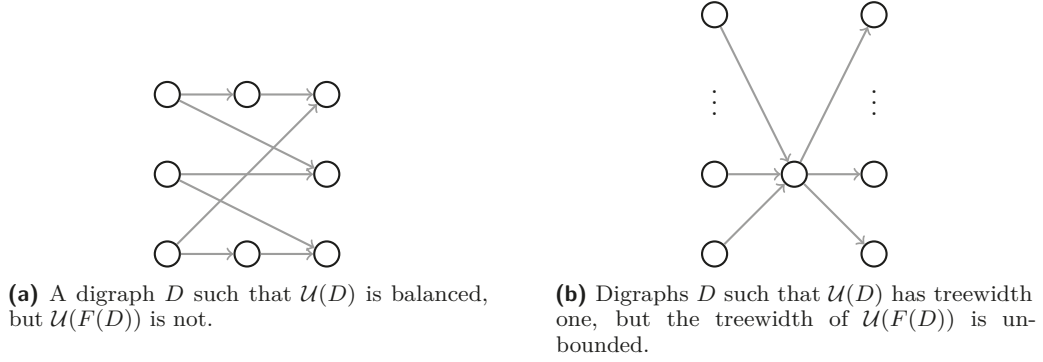 (a) A digraph D such that U(D) is balanced,
but U(F(D)) is not.
(b) Digraphs D such that U(D) has treewidth
one, but the treewidth of U(F(D)) is un-
bounded.